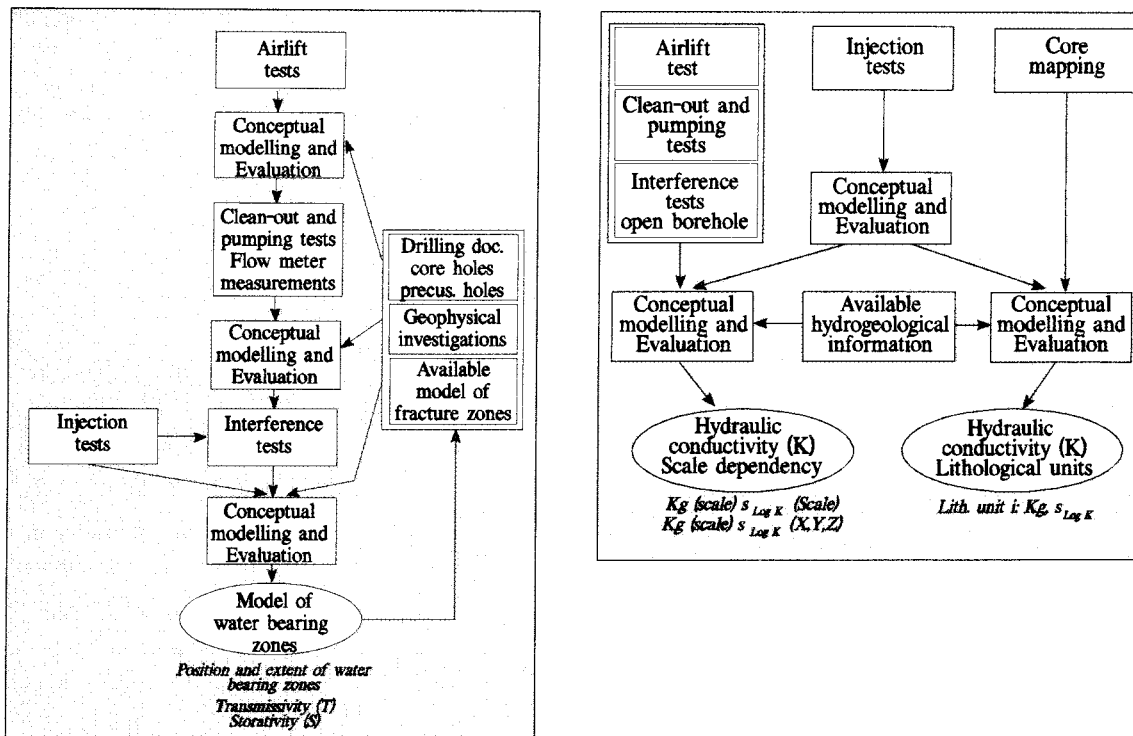 Airlift
tests
Conceptual
modelling and
Evaluation
Clean-out and
pumping tests
Flow meter
measurements
Drilling doc.
core holes
precus. holes
Geophysical
investigations
Available
model of
fracture zones
Conceptual
modelling and
Evaluation
Injection
tests
Interference
tests
Conceptual
modelling and
Evaluation
Model of
water bearing
zones
Position and extent of water
bearing zones
Transmissivity (T)
Storativity (S)
Airlift
test
Clean-out and
pumping
tests
Interference
tests
open borehole
Injection
tests
Core
mapping
Conceptual
modelling and
Evaluation
Conceptual
modelling and
Evaluation
Available
hydrogeological
information
Conceptual
modelling and
Evaluation
Hydraulic
conductivity (K)
Scale dependency
Hydraulic
conductivity (K)
Lithological units
Kg (scale) s Log K (Scale)
Kg (scale) s Log K (X,Y,Z)
Lith. unit i: Kg, s Log K